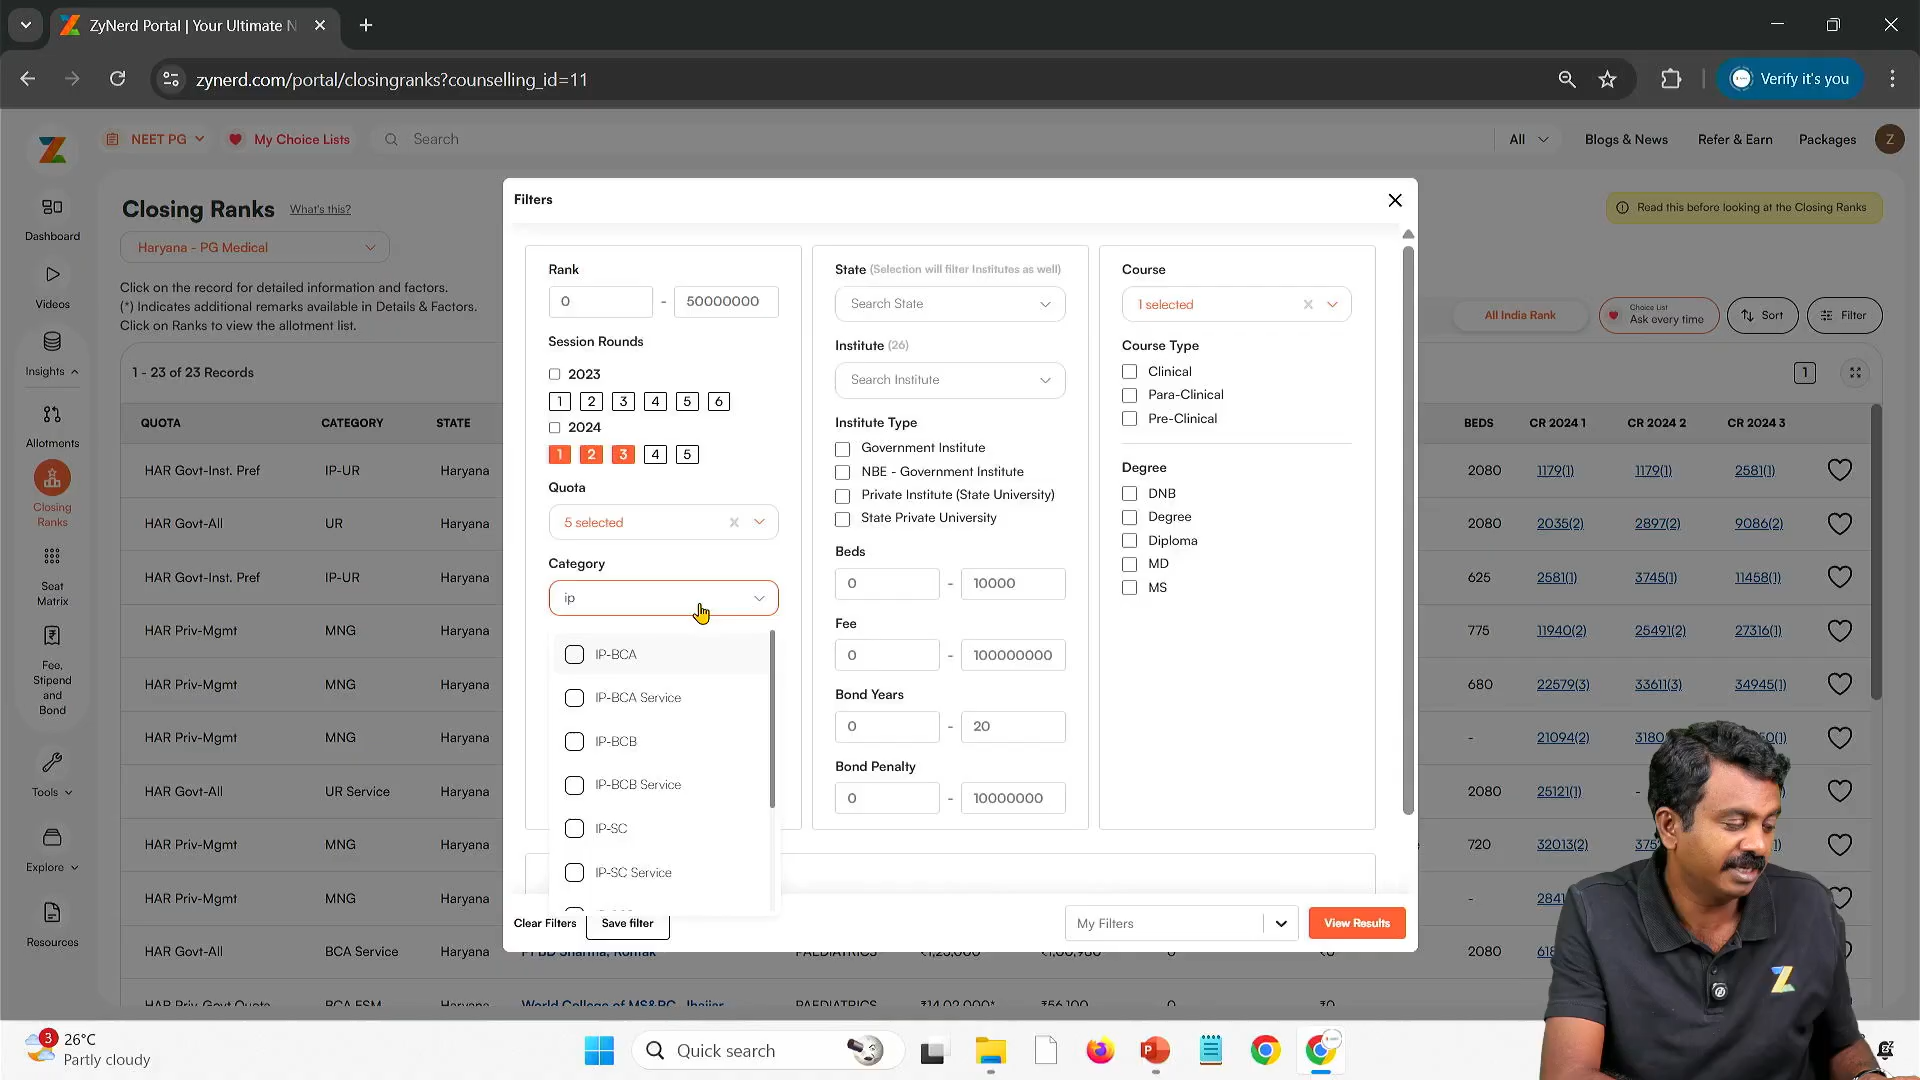 ZyNerd Portal | Your Ultimate N
zynerd.com/portal/closingranks?counselling_id=11
Verify it's you
NEET PG
My Choice Lists
Search
All
Blogs & News
Refer & Earn
Packages
Z
Dashboard
Videos
Insights
Allotments
Closing
Ranks
Seat
Matrix
Fee,
Stipend
and
Bond
Tools
Explore
Resources
Closing Ranks
What's this?
Read this before looking at the Closing Ranks
Haryana - PG Medical
Click on the record for detailed information and factors.
(*) Indicates additional remarks available in Details & Factors.
Click on Ranks to view the allotment list.
All India Rank
Choice List
Ask every time
Sort
Filter
1 - 23 of 23 Records
1
QUOTA CATEGORY STATE BEDS CR 2024 1 CR 2024 2 CR 2024 3
HAR Govt-Inst. Pref IP-UR Haryana 2080 1179(1) 1179(1) 2581(1)
HAR Govt-All UR Haryana 2080 2035(2) 2897(2) 9086(2)
HAR Govt-Inst. Pref IP-UR Haryana 625 2581(1) 3745(1) 11458(1)
HAR Priv-Mgmt MNG Haryana 775 11940(2) 25491(2) 27316(1)
HAR Priv-Mgmt MNG Haryana 680 22579(3) 33611(3) 34945(1)
HAR Priv-Mgmt MNG Haryana - 21094(2)
HAR Govt-All UR Service Haryana 2080 25121(1) -
HAR Priv-Mgmt MNG Haryana 720 32013(2)
HAR Priv-Mgmt MNG Haryana -
HAR Govt-All BCA Service Haryana 2080
Filters
Rank
0 - 50000000
Session Rounds
2023
1 2 3 4 5 6
2024
1 2 3 4 5
Quota
5 selected
Category
ip
IP-BCA
IP-BCA Service
IP-BCB
IP-BCB Service
IP-SC
IP-SC Service
State (Selection will filter Institutes as well)
Search State
Institute (26)
Search Institute
Institute Type
Government Institute
NBE - Government Institute
Private Institute (State University)
State Private University
Beds
0 - 10000
Fee
0 - 100000000
Bond Years
0 - 20
Bond Penalty
0 - 10000000
Course
1 selected
Course Type
Clinical
Para-Clinical
Pre-Clinical
Degree
DNB
Degree
Diploma
MD
MS
Clear Filters
Save filter
My Filters
View Results
3
26°C
Partly cloudy
Quick search